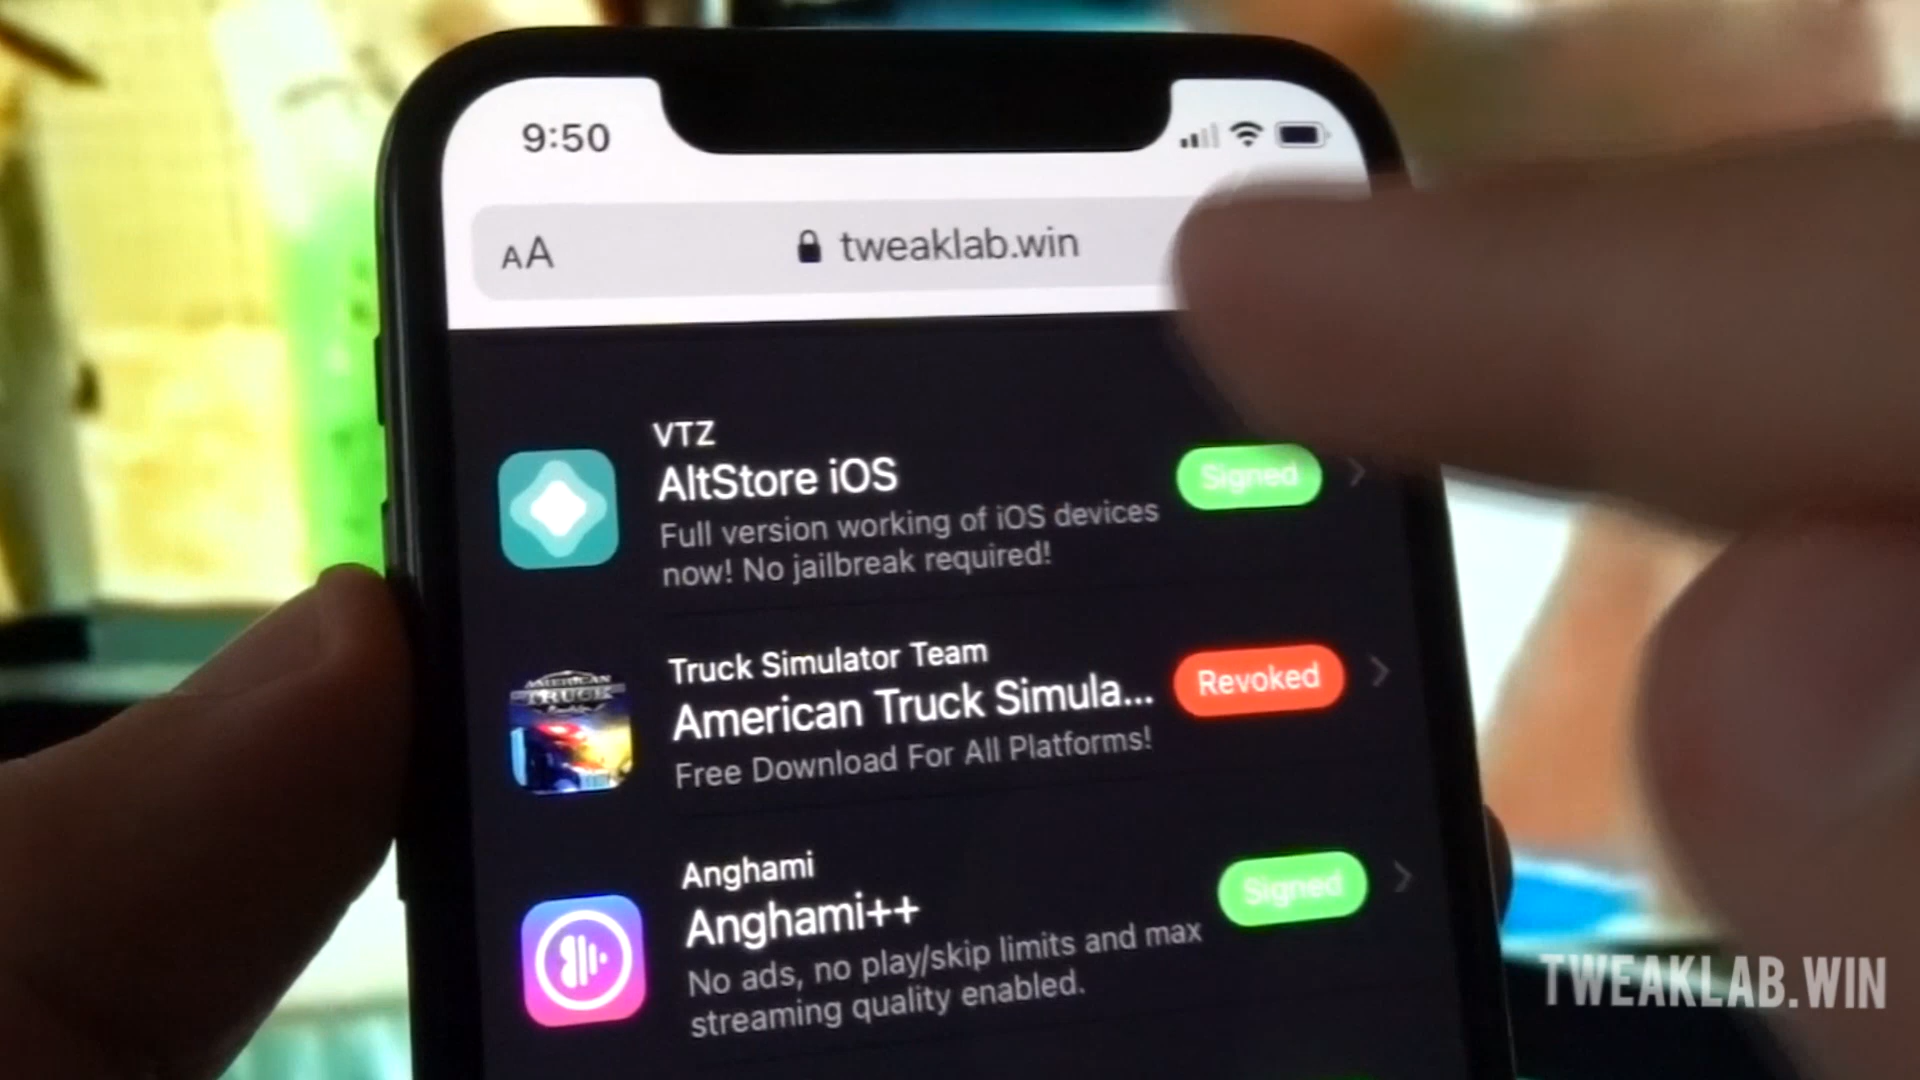 9:50
AA
tweaklab.win
VTZ
AltStore iOS
Signed
Full version working of iOS devices
now! No jailbreak required!
Truck Simulator Team
American Truck Simula...
Revoked
Free Download For All Platforms!
AMERICAN
TRUCK
Anghami
Anghami++
Signed
No ads, no play/skip limits and max
streaming quality enabled.
TWEAKLAB.WIN